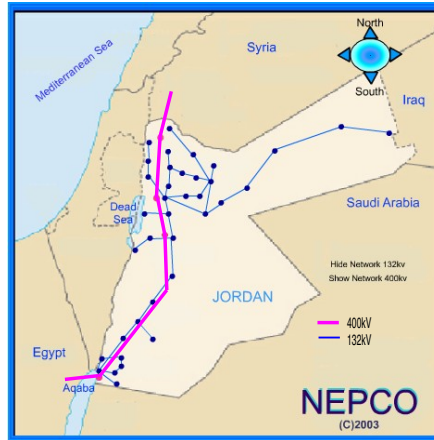 North
Syria
Mediterranean Sea
South
Iraq
Dead
Sea
Saudi Arabia
Hide Network 132kv
Show Network 400kv
JORDAN
400kV
132kV
Egypt
Aqaba
NEPCO
(C)2003